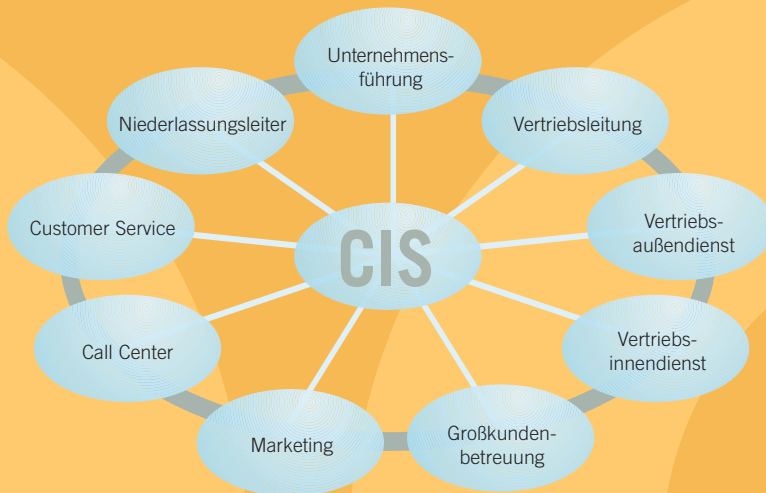 Unternehmens-
führung
Niederlassungsleiter
Vertriebsleitung
Customer Service
Vertriebs-
außendienst
CIS
Call Center
Vertriebs-
innendienst
Marketing
Großkunden-
betreuung